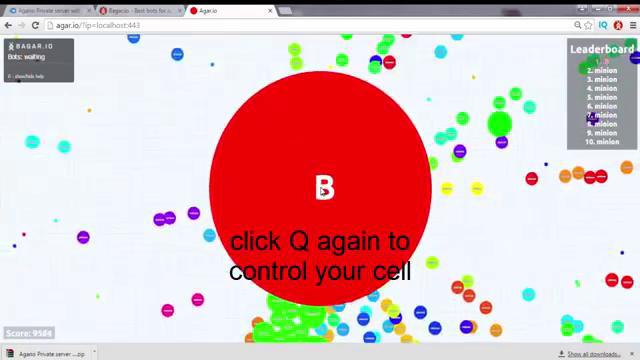 Agario Private server wit
Bagar.io - Best bots for a
Agar.io
agar.io/?ip=localhost:443
BAGAR.IO
Bots: waiting
Leaderboard
1. B
2. minion
3. minion
4. minion
5. minion
6. minion
7. minion
8. minion
9. minion
10. minion
B
click Q again to
control your cell
Score: 9584
Agario Private server ....zip
Show all downloads...